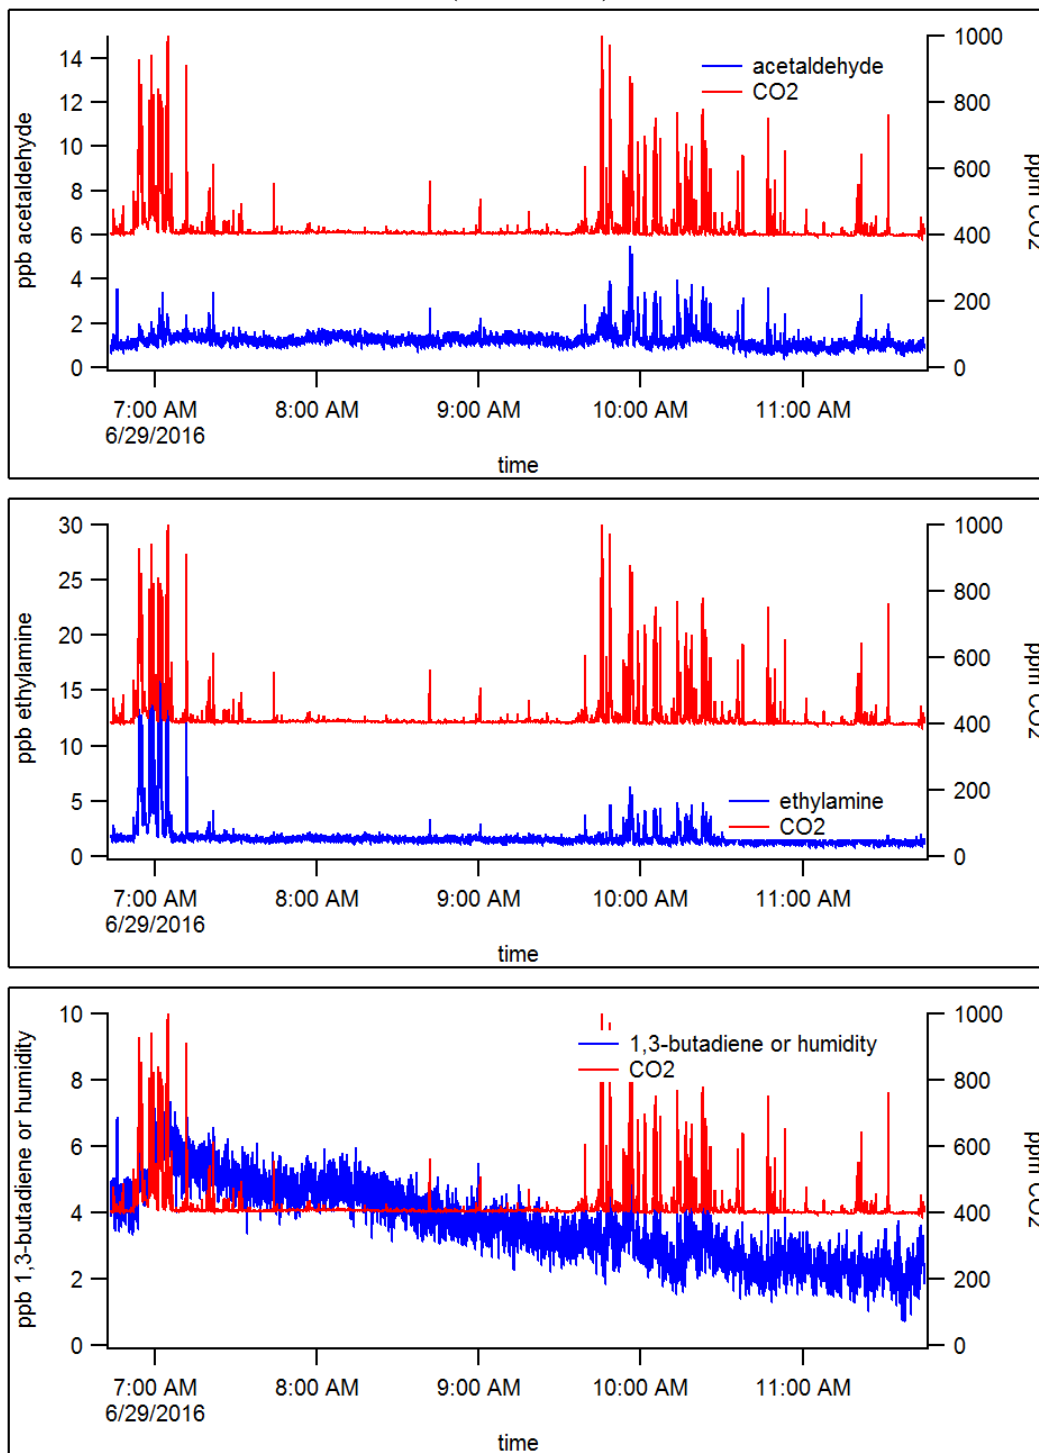 ppb acetaldehyde
14
12
10
8
6
4
2
0
acetaldehyde
CO2
1000
800
600
400
200
0
ppm CO2
7:00 AM
6/29/2016
8:00 AM
9:00 AM
10:00 AM
11:00 AM
time
ppb ethylamine
30
25
20
15
10
5
0
ethylamine
CO2
1000
800
600
400
200
0
ppm CO2
7:00 AM
6/29/2016
8:00 AM
9:00 AM
10:00 AM
11:00 AM
time
ppb 1,3-butadiene or humidity
10
8
6
4
2
0
1,3-butadiene or humidity
CO2
1000
800
600
400
200
0
ppm CO2
7:00 AM
6/29/2016
8:00 AM
9:00 AM
10:00 AM
11:00 AM
time